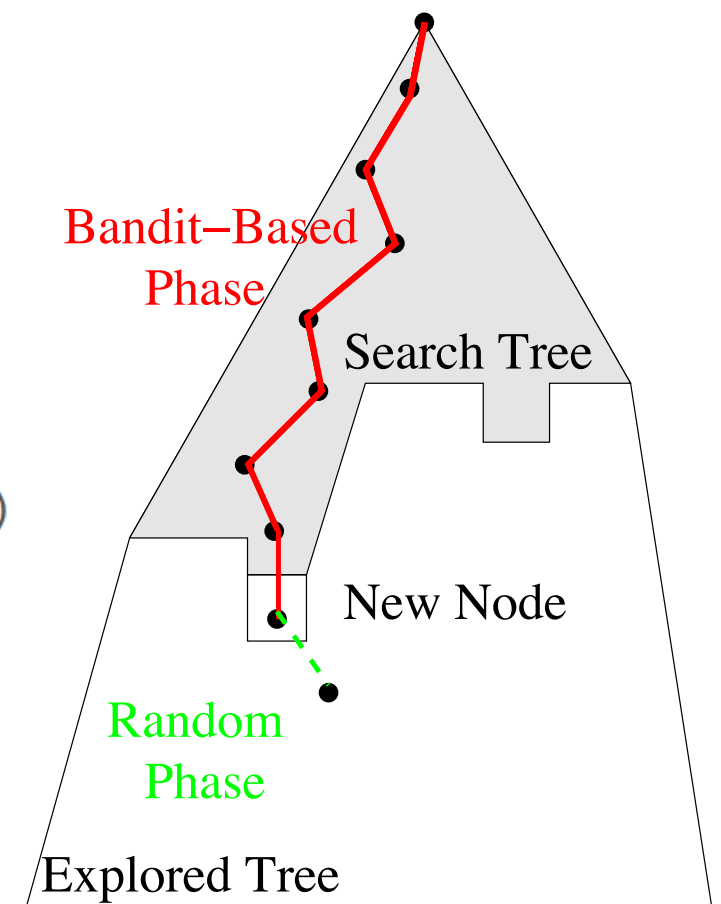 Bandit–Based
Phase
Search Tree
New Node
Random
Phase
Explored Tree